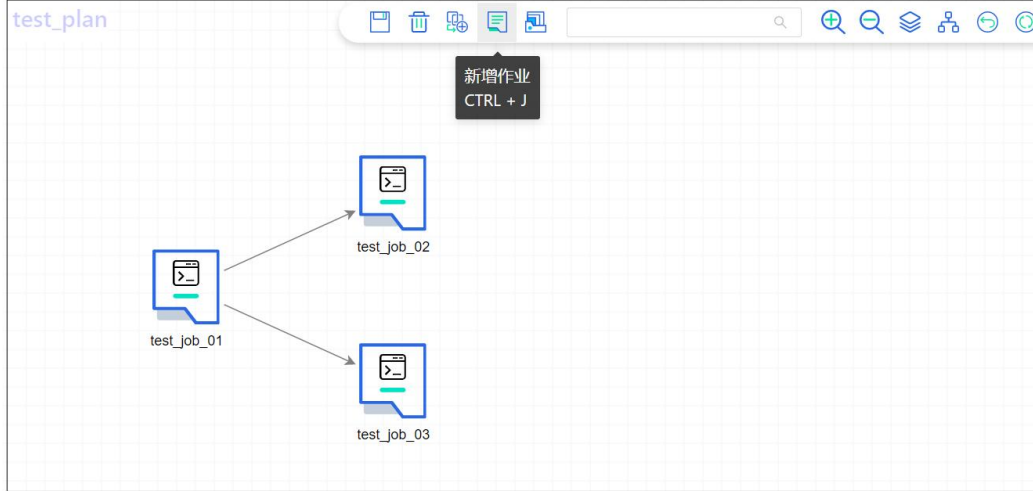 test_plan
新增作业
CTRL + J
test_job_02
test_job_01
test_job_03